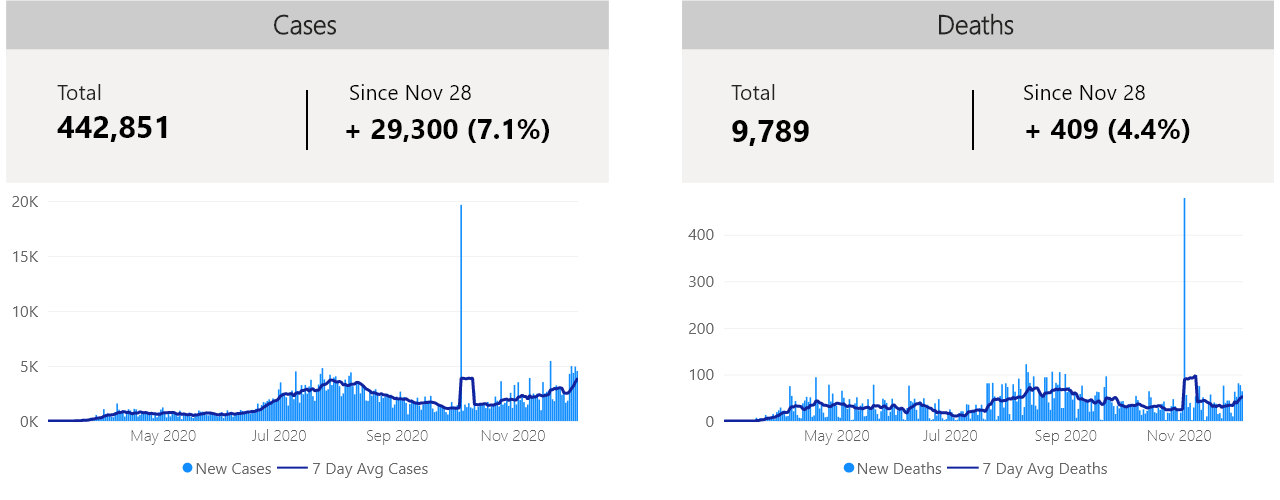 Cases
Total
442,851
Since Nov 28
+ 29,300 (7.1%)
20K
15K
10K
5K
0K
May 2020
Jul 2020
Sep 2020
Nov 2020
New Cases
7 Day Avg Cases
Deaths
Total
9,789
Since Nov 28
+ 409 (4.4%)
400
300
200
100
0
May 2020
Jul 2020
Sep 2020
Nov 2020
New Deaths
7 Day Avg Deaths